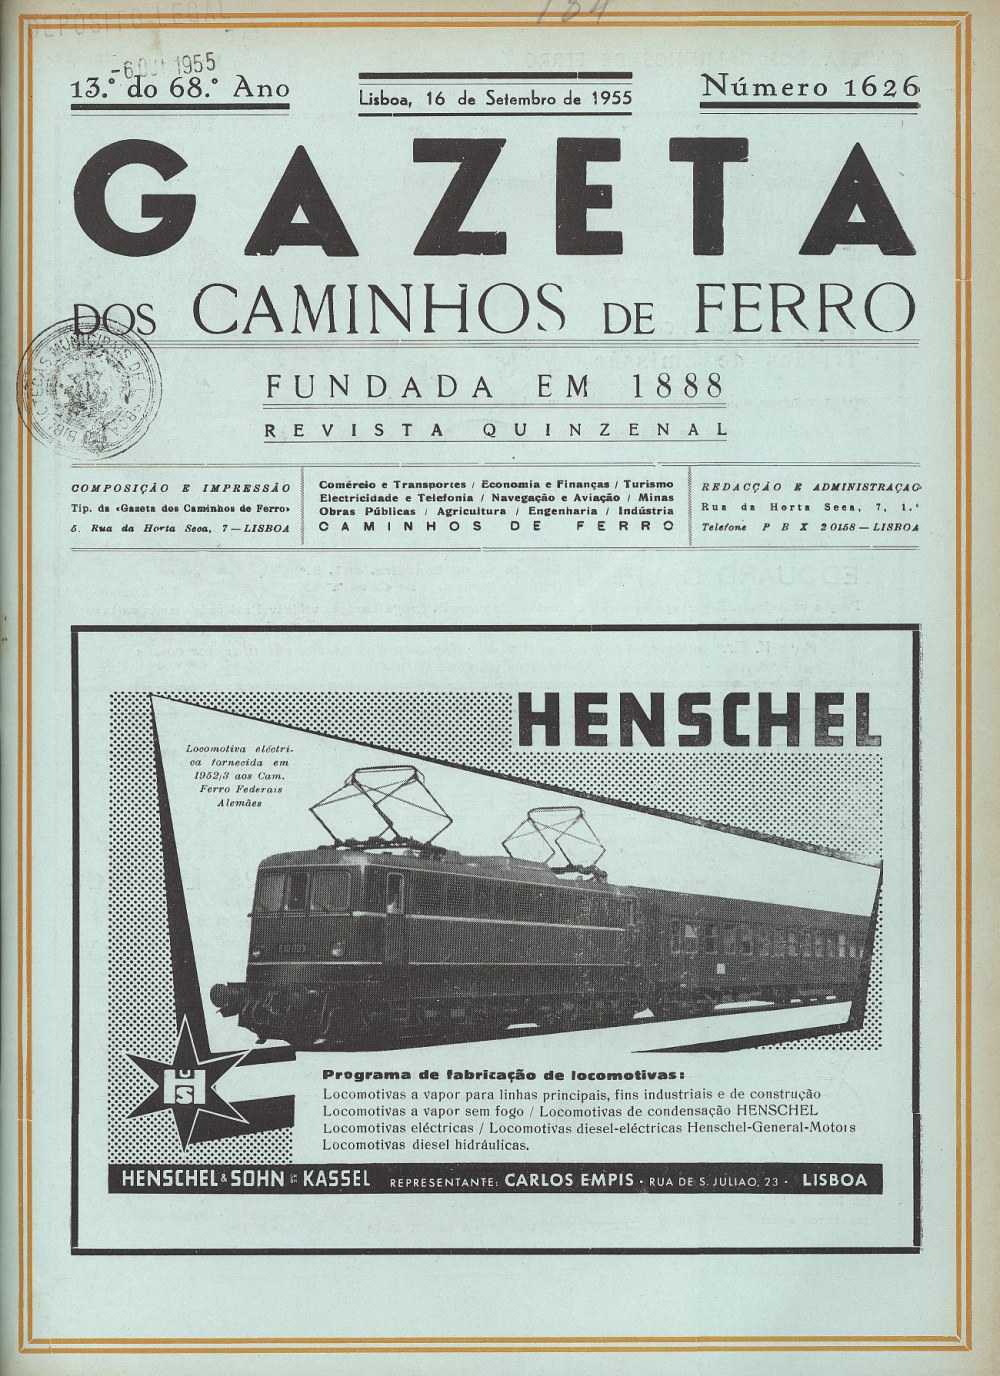 DEPÓSITO LEGAL
1955
13.º do 68.º Ano
Lisboa, 16 de Setembro de 1955
Número 1626
GAZETA
DOS CAMINHOS DE FERRO
FUNDADA EM 1888
REVISTA QUINZENAL
COMPOSIÇÃO E IMPRESSÃO
Tip. da «Gazeta dos Caminhos de Ferro»
5. Rua da Horta Seca, 7 — LISBOA
Comércio e Transportes / Economia e Finanças / Turismo
Electricidade e Telefonia / Navegação e Aviação / Minas
Obras Públicas / Agricultura / Engenharia / Indústria
CAMINHOS DE FERRO
REDACÇÃO E ADMINISTRAÇÃO
Rua da Horta Seca, 7, 1.º
Telefone P B X 20158 — LISBOA
HENSCHEL
Locomotiva eléctri-
ca fornecida em
1952/3 aos Cam.
Ferro Federais
Alemães
Programa de fabricação de locomotivas:
Locomotivas a vapor para linhas principais, fins industriais e de construção
Locomotivas a vapor sem fogo / Locomotivas de condensação HENSCHEL
Locomotivas eléctricas / Locomotivas diesel-eléctricas Henschel-General-Motors
Locomotivas diesel hidráulicas.
HENSCHEL & SOHN KASSEL REPRESENTANTE: CARLOS EMPIS · RUA DE S. JULIAO, 23 · LISBOA